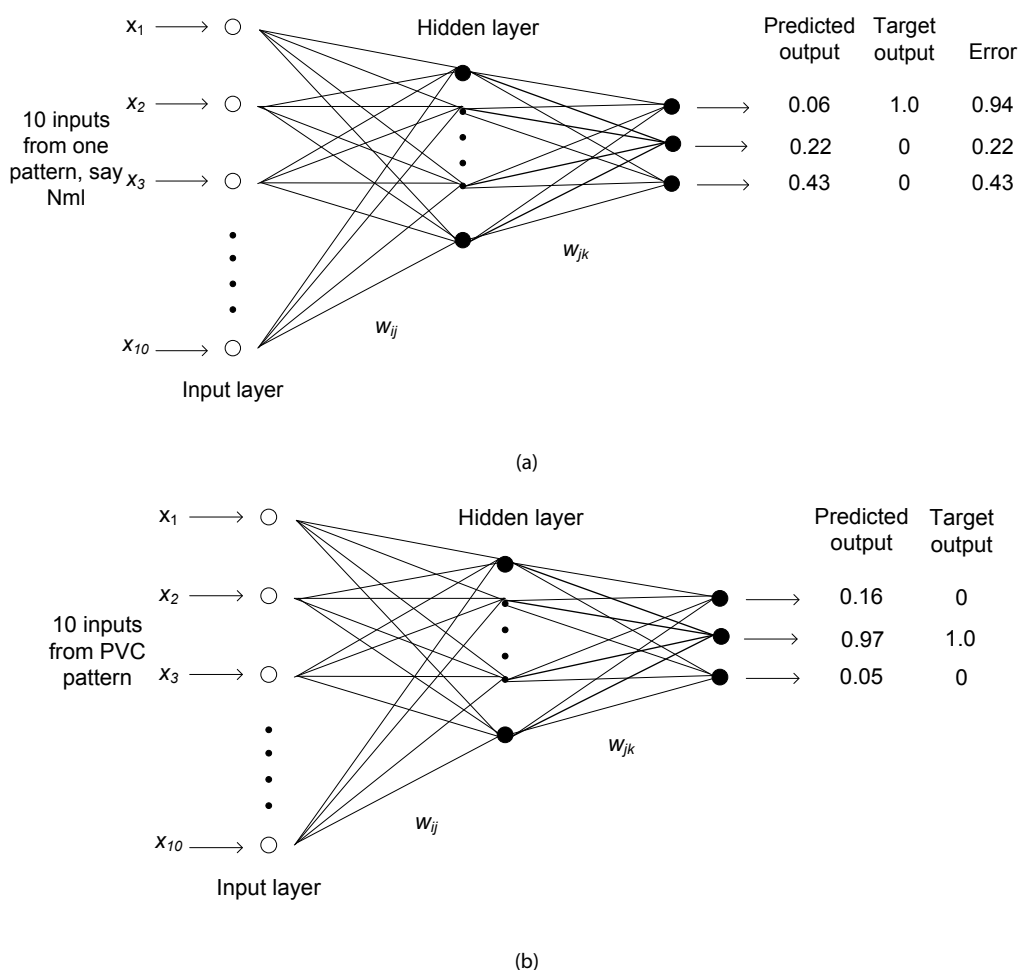 x1
Hidden layer
Predicted output
Target output
Error
x2
10 inputs
from one
pattern, say
Nml
0.06 1.0 0.94
0.22 0 0.22
x3
0.43 0 0.43
wjk
wij
x10
Input layer
(a)
x1
Hidden layer
Predicted output
Target output
x2
10 inputs
from PVC
pattern
0.16 0
0.97 1.0
x3
0.05 0
wjk
wij
x10
Input layer
(b)